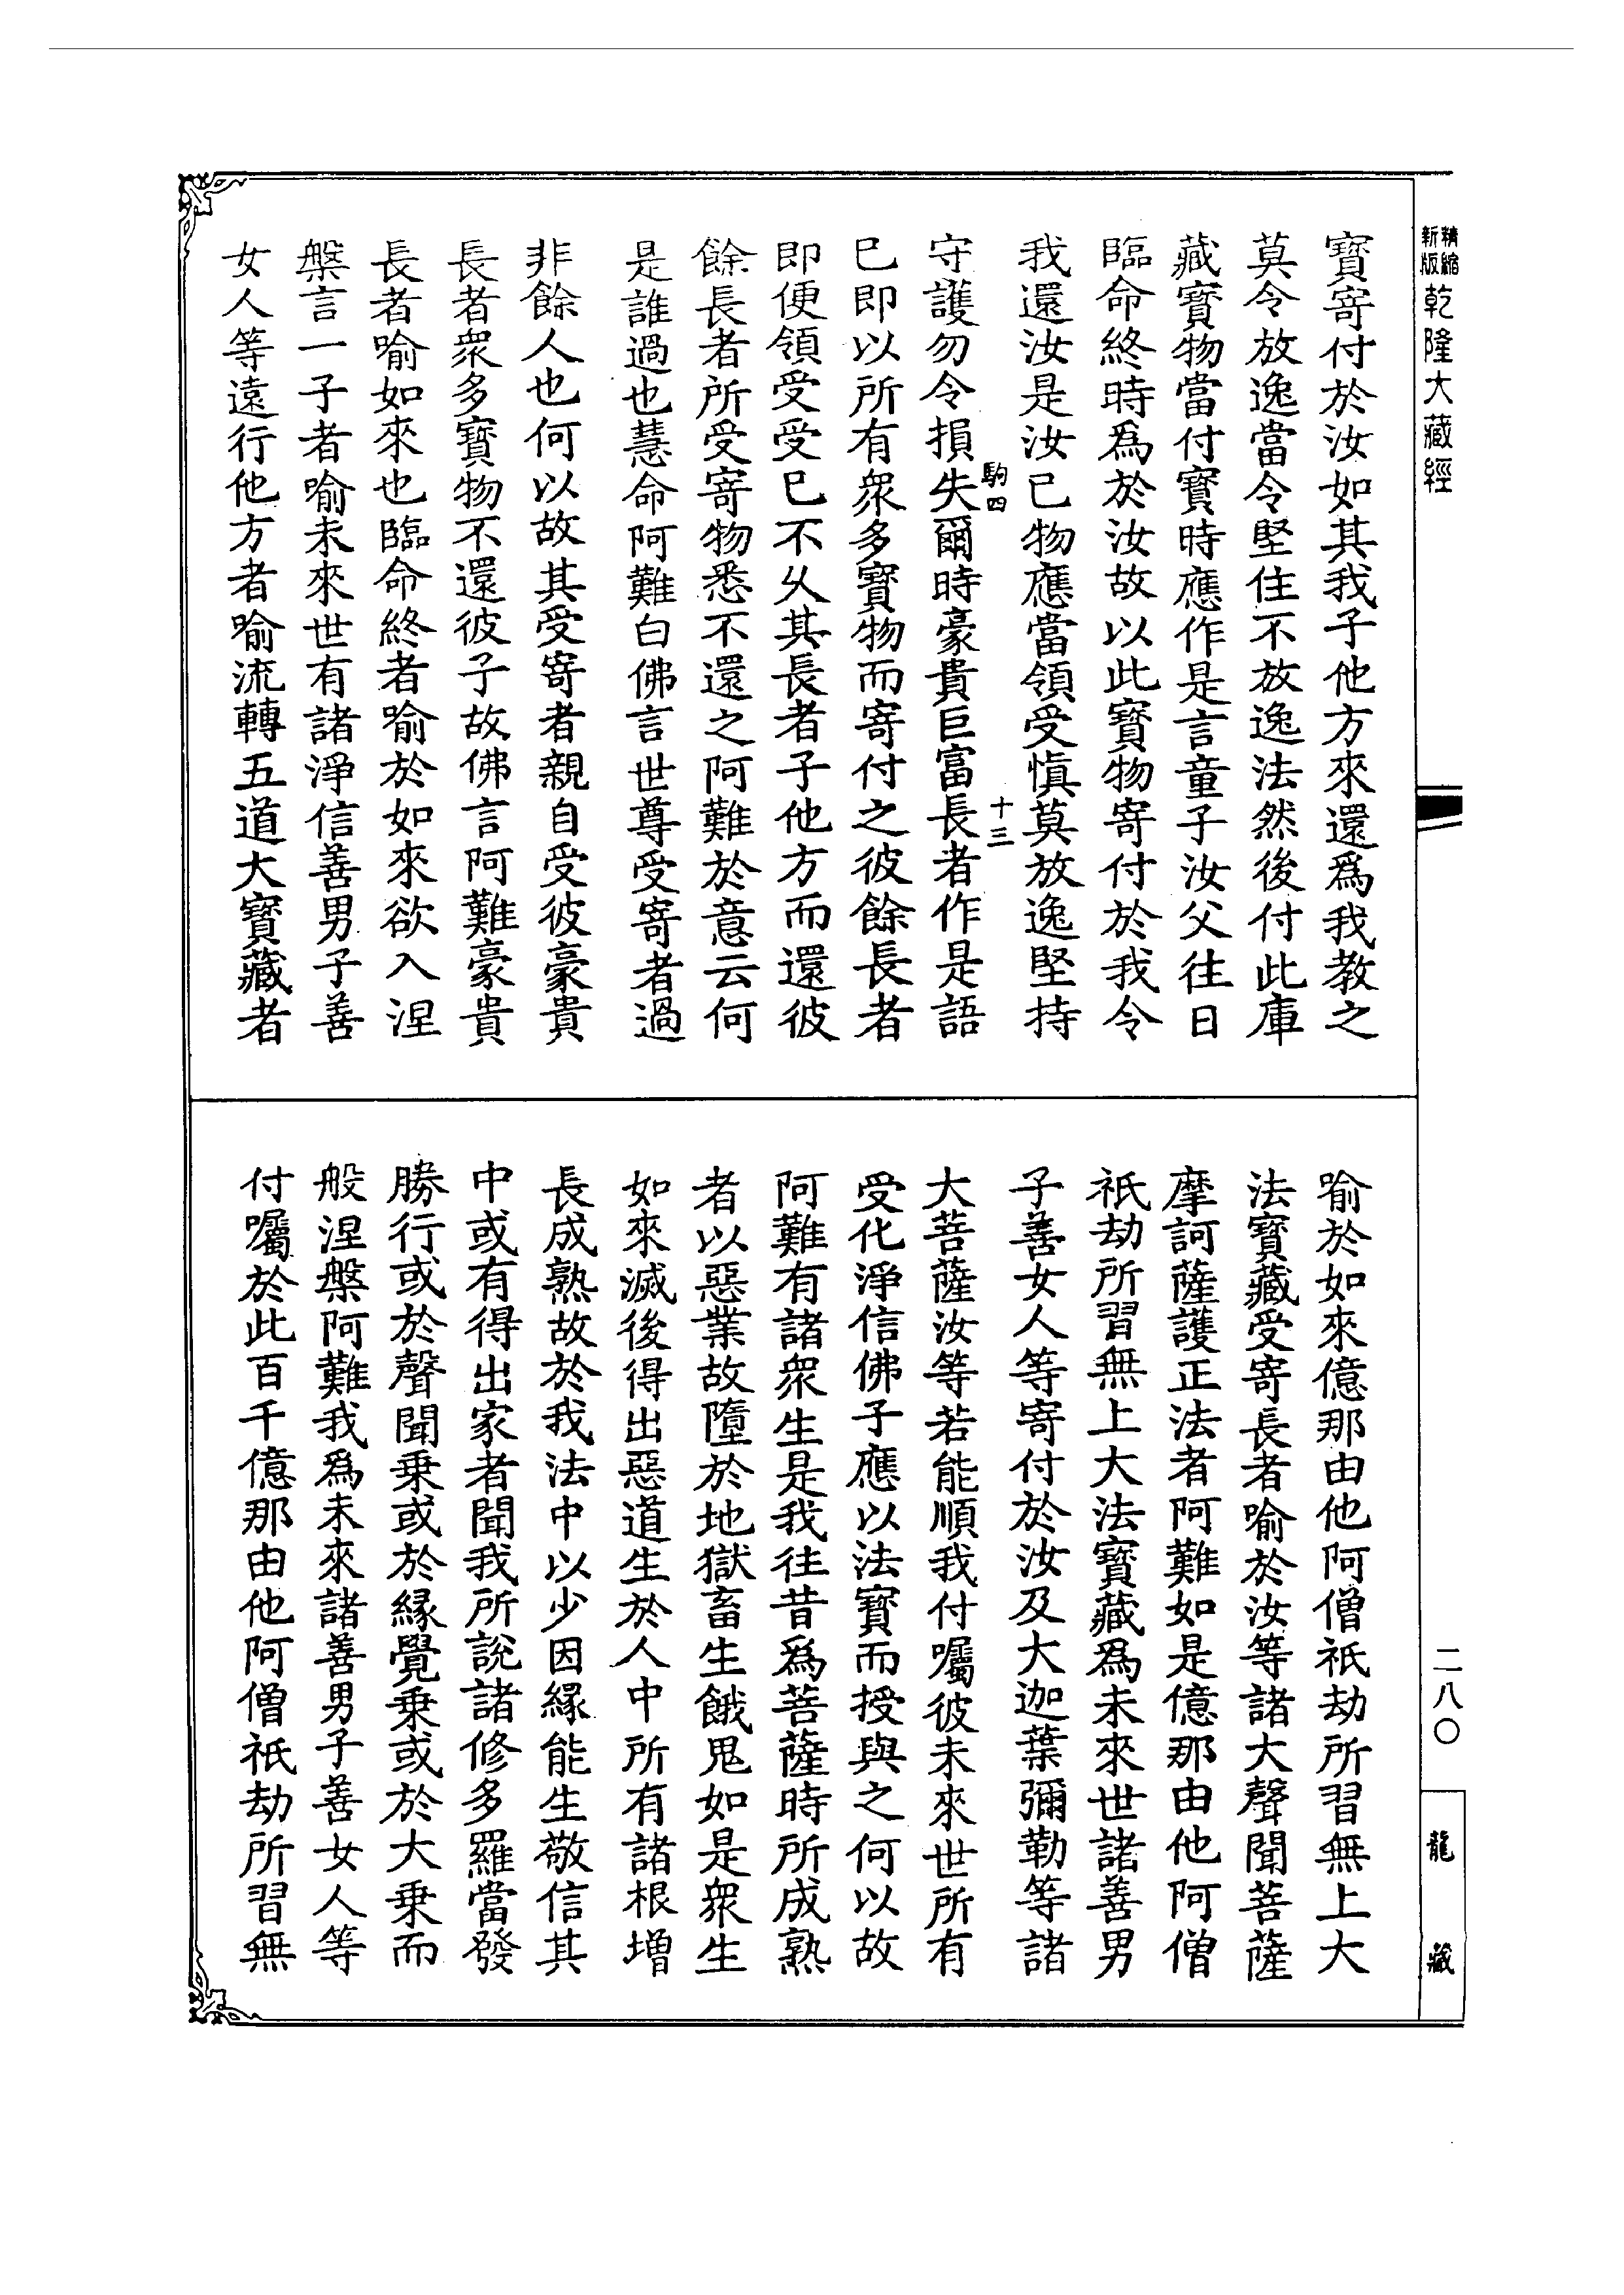 精縮新版乾隆大藏經
寶寄付於汝如其我子他方來還爲我教之
莫令放逸當令堅住不放逸法然後付此庫
藏寶物當付寶時應作是言童子汝父往日
臨命終時爲於汝故以此寶物寄付於我令
我還汝是汝已物應當領受愼莫放逸堅持
駒四
十三
守護勿令損失爾時豪貴巨富長者作是語
已即以所有衆多寶物而寄付之彼餘長者
即便領受受已不久其長者子他方而還彼
餘長者所受寄物悉不還之阿難於意云何
是誰過也慧命阿難白佛言世尊受寄者過
非餘人也何以故其受寄者親自受彼豪貴
長者衆多寶物不還彼子故佛言阿難豪貴
長者喻如來也臨命終者喻於如來欲入涅
槃言一子者喻未來世有諸淨信善男子善
女人等遠行他方者喻流轉五道大寶藏者
喻於如來億那由他阿僧祇劫所習無上大
法寶藏受寄長者喻於汝等諸大聲聞菩薩
摩訶薩護正法者阿難如是億那由他阿僧
祇劫所習無上大法寶藏爲未來世諸善男
子善女人等寄付於汝及大迦葉彌勒等諸
大菩薩汝等若能順我付囑彼未來世所有
受化淨信佛子應以法寶而授與之何以故
阿難有諸衆生是我往昔爲菩薩時所成熟
者以惡業故墮於地獄畜生餓鬼如是衆生
如來滅後得出惡道生於人中所有諸根增
長成熟故於我法中以少因緣能生敬信其
中或有得出家者聞我所說諸修多羅當發
勝行或於聲聞乗或於緣覺乗或於大乗而
般涅槃阿難我爲未來諸善男子善女人等
付囑於此百千億那由他阿僧祇劫所習無
二八〇
龍藏